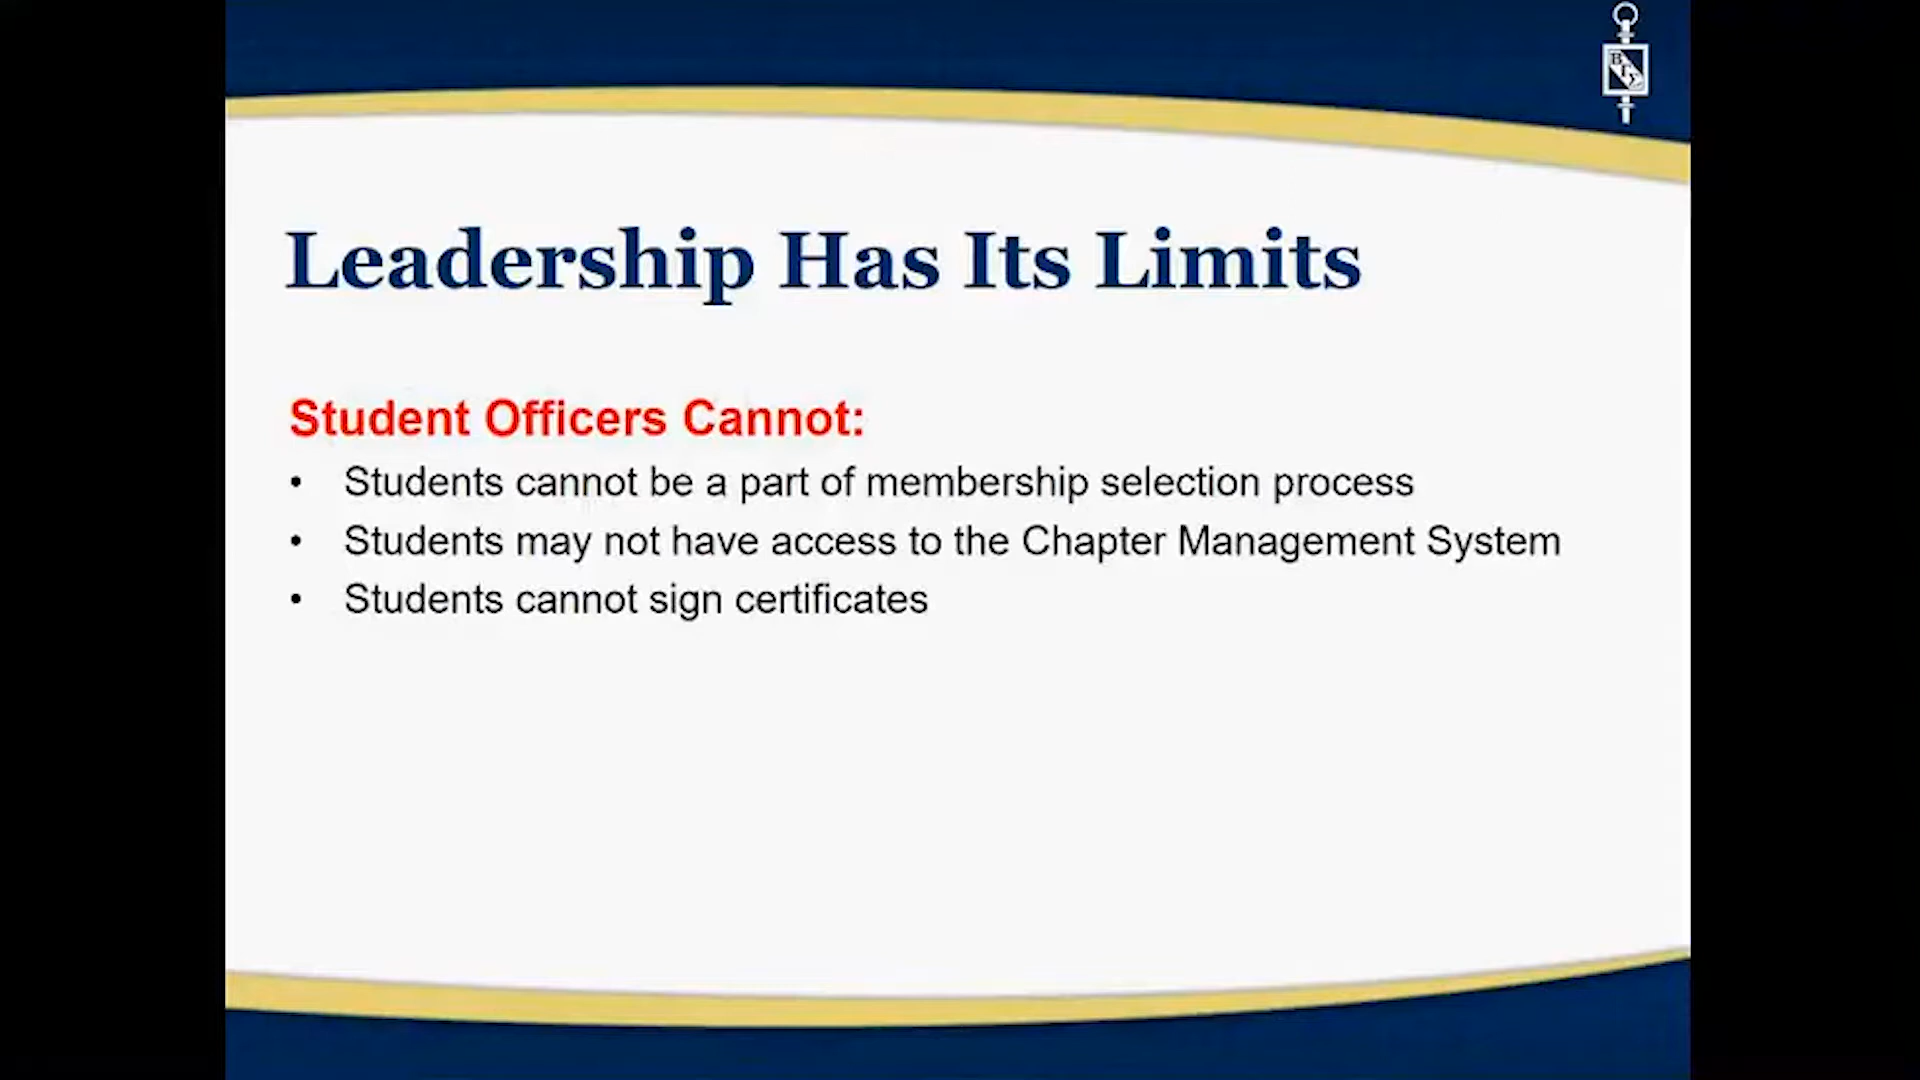 ΒΓΣ
Leadership Has Its Limits
Student Officers Cannot:
• Students cannot be a part of membership selection process
• Students may not have access to the Chapter Management System
• Students cannot sign certificates